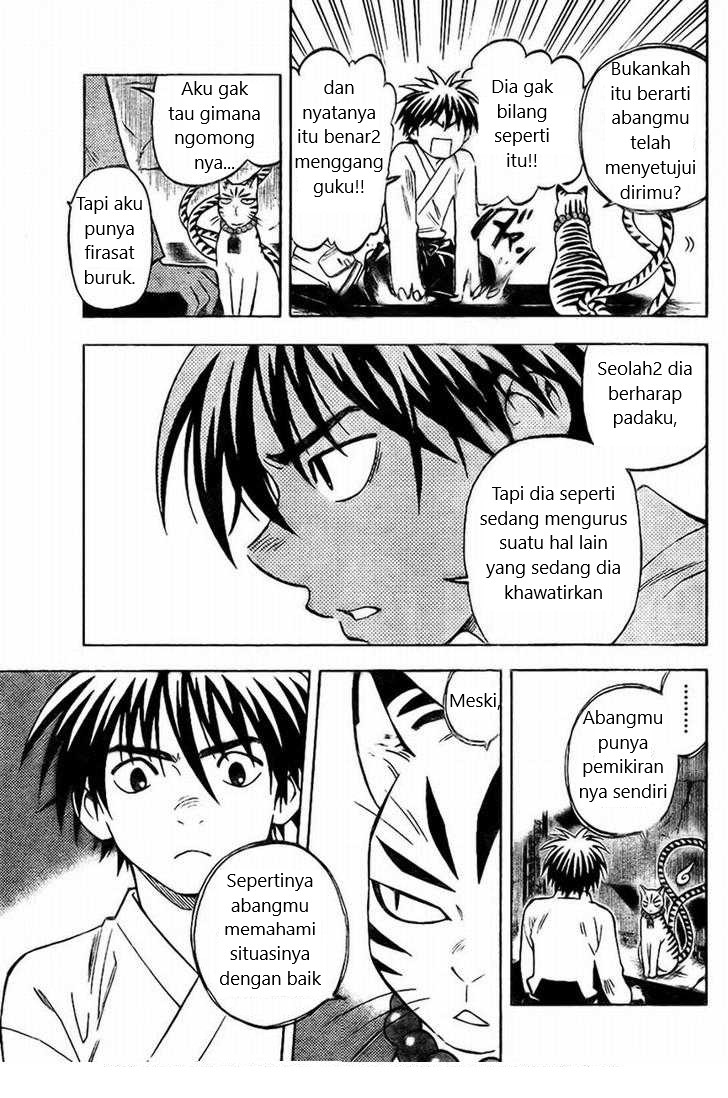 Bukankah
itu berarti
abangmu
telah
menyetujui
dirimu?
Dia gak
bilang
seperti
itu!!
dan
nyatanya
itu benar2
menggang
guku!!
Aku gak
tau gimana
ngomong
nya...
Tapi aku
punya
firasat
buruk.
Seolah2 dia
berharap
padaku,
Tapi dia seperti
sedang mengurus
suatu hal lain
yang sedang dia
khawatirkan
........
Abangmu
punya
pemikiran
nya sendiri
Meski,
Sepertinya
abangmu
memahami
situasinya
dengan baik